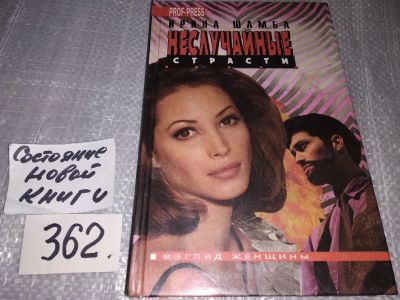 PROF-PRESS
ИРИНА ШАМБА
НЕСЛУЧАЙНЫЕ
СТРАСТИ
ВЗГЛЯД ЖЕНЩИНЫ
Состояние
новой
книги
362.